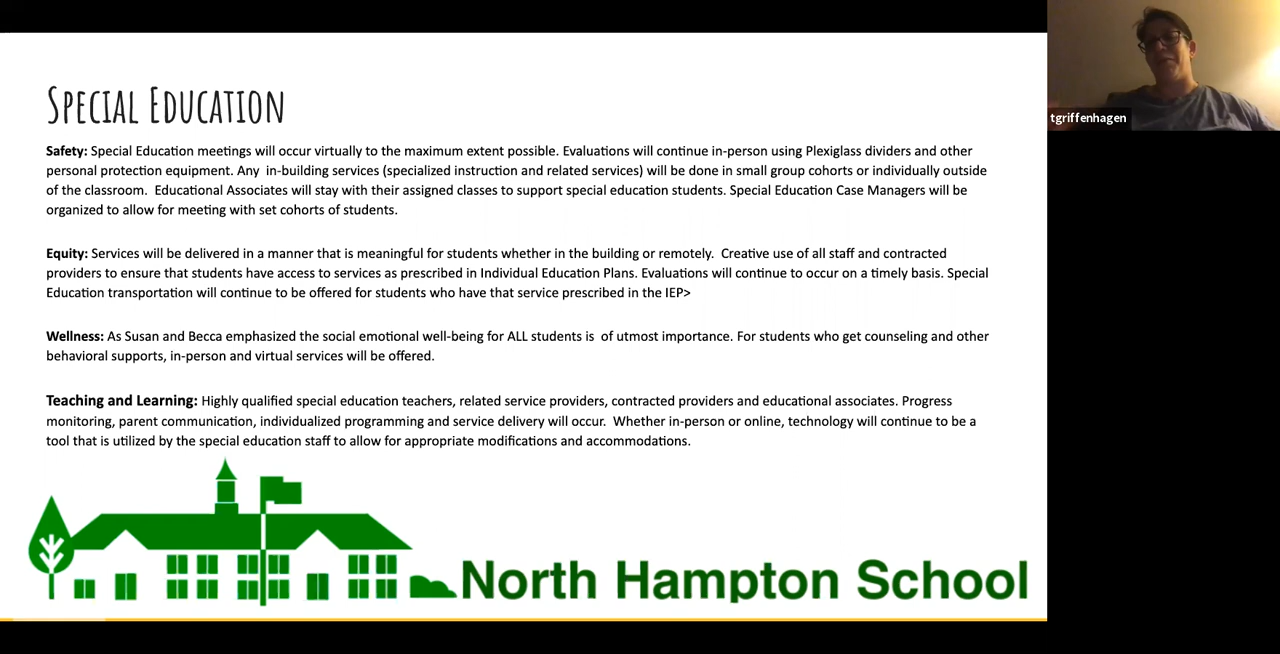 Special Education
Safety: Special Education meetings will occur virtually to the maximum extent possible. Evaluations will continue in-person using Plexiglass dividers and other
personal protection equipment. Any  in-building services (specialized instruction and related services) will be done in small group cohorts or individually outside
of the classroom.  Educational Associates will stay with their assigned classes to support special education students. Special Education Case Managers will be
organized to allow for meeting with set cohorts of students.
Equity: Services will be delivered in a manner that is meaningful for students whether in the building or remotely.  Creative use of all staff and contracted
providers to ensure that students have access to services as prescribed in Individual Education Plans. Evaluations will continue to occur on a timely basis. Special
Education transportation will continue to be offered for students who have that service prescribed in the IEP>
Wellness: As Susan and Becca emphasized the social emotional well-being for ALL students is  of utmost importance. For students who get counseling and other
behavioral supports, in-person and virtual services will be offered.
Teaching and Learning: Highly qualified special education teachers, related service providers, contracted providers and educational associates. Progress
monitoring, parent communication, individualized programming and service delivery will occur.  Whether in-person or online, technology will continue to be a
tool that is utilized by the special education staff to allow for appropriate modifications and accommodations.
North Hampton School
tgriffenhagen